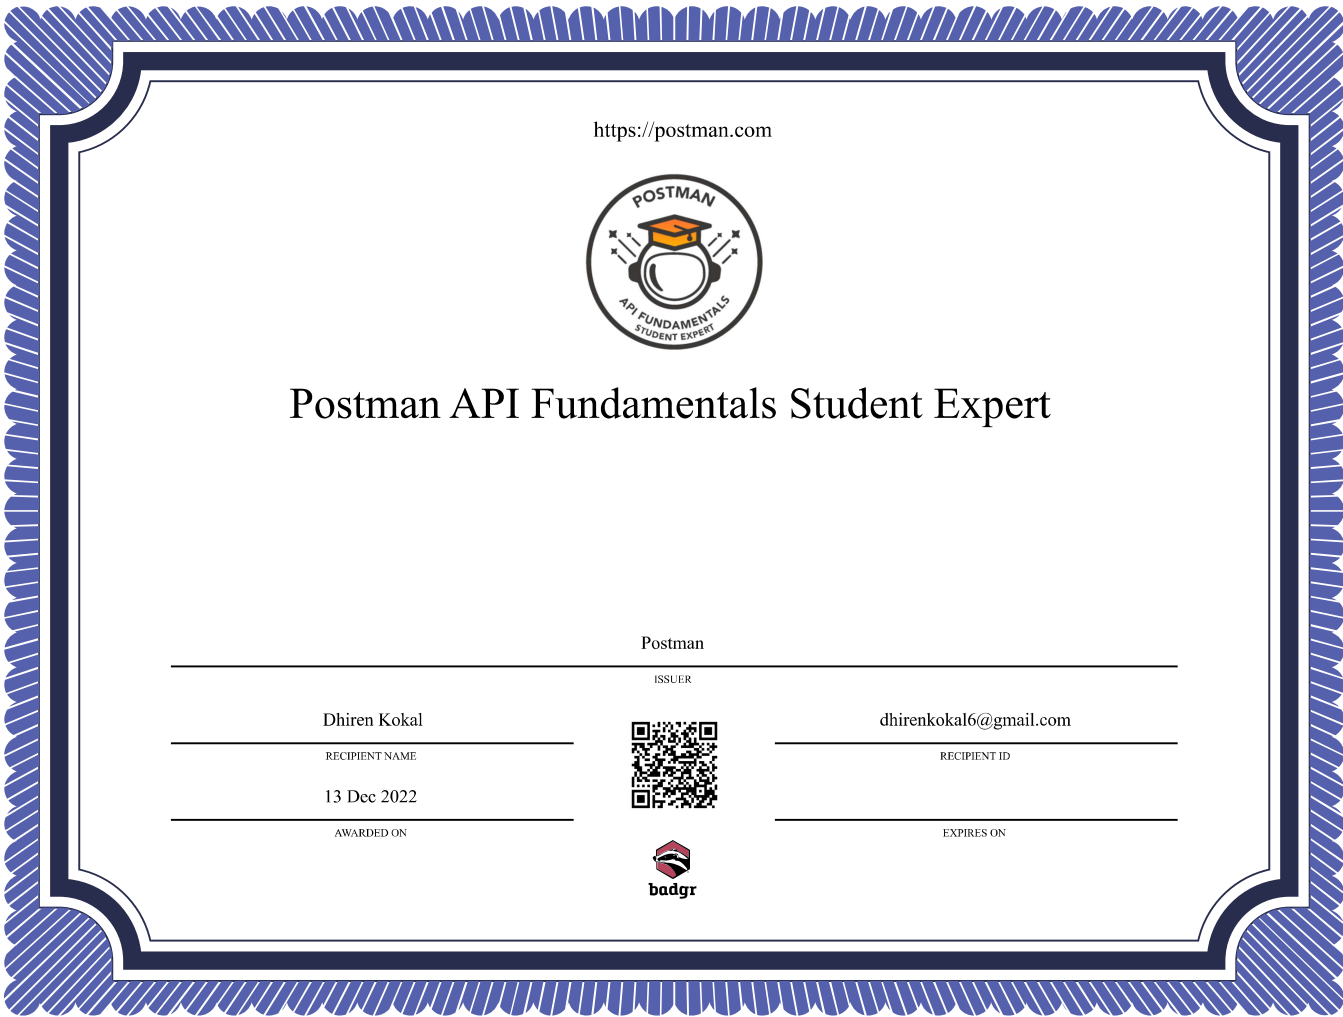 https://postman.com
POSTMAN
API FUNDAMENTALS
STUDENT EXPERT
Postman API Fundamentals Student Expert
Postman
ISSUER
Dhiren Kokal
RECIPIENT NAME
dhirenkokal6@gmail.com
RECIPIENT ID
13 Dec 2022
AWARDED ON
EXPIRES ON
badgr